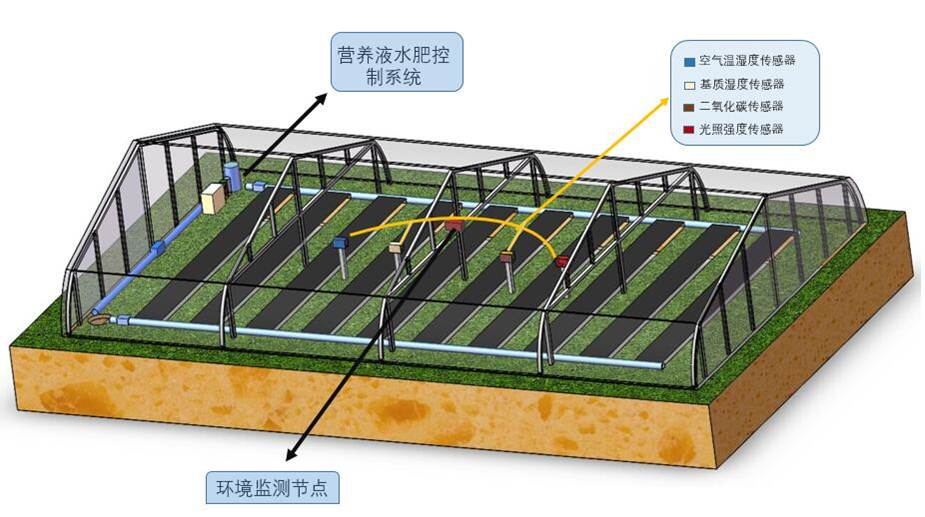 营养液水肥控
制系统
空气温湿度传感器
基质湿度传感器
二氧化碳传感器
光照强度传感器
环境监测节点